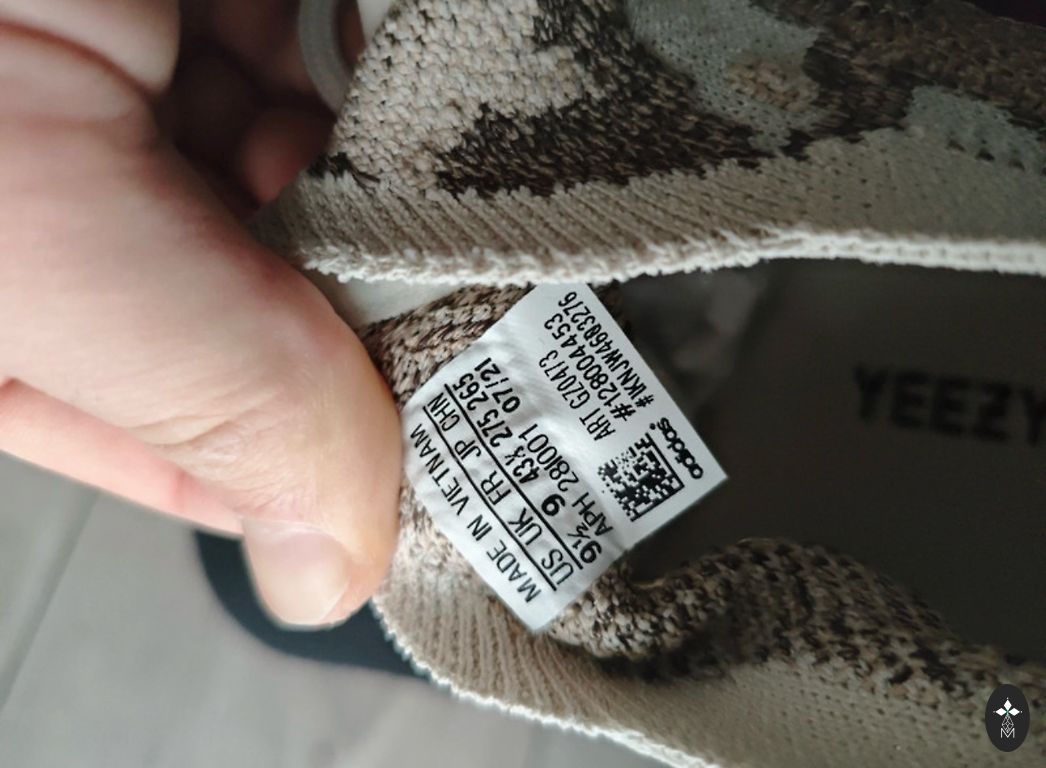 MADE IN VIETNAM
US UK FR JP CHN
9½ 9 43⅓ 275 265
APH 281001 07/21
ART GZ0473
#128004453
#KNJW4603276
adidas
YEEZY
M